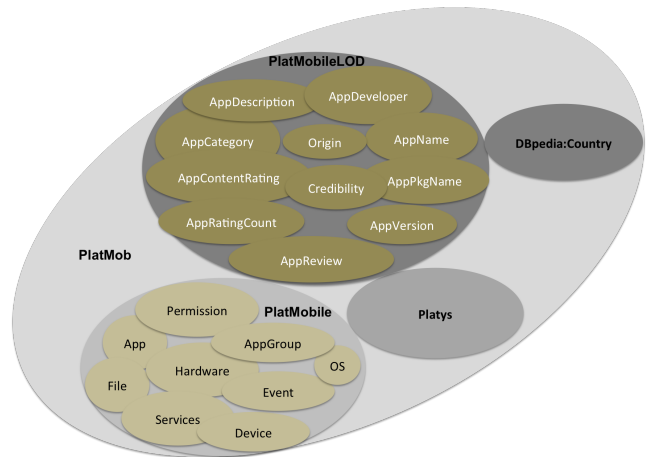 PlatMobileLOD
AppDescription
AppDeveloper
AppCategory
Origin
AppName
DBpedia:Country
AppContentRating
Credibility
AppPkgName
AppRatingCount
AppVersion
PlatMob
AppReview
Permission
PlatMobile
Platys
App
AppGroup
Hardware
OS
File
Event
Services
Device